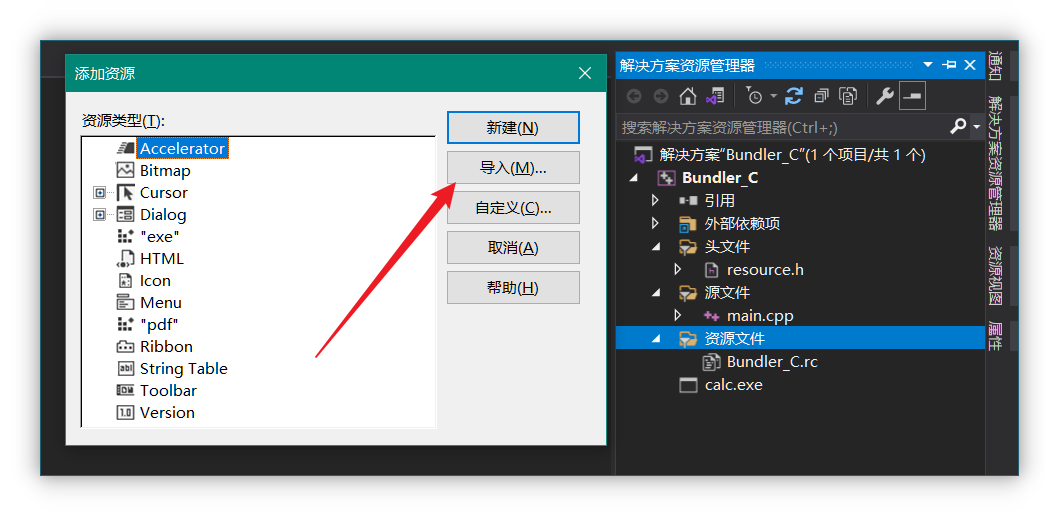 添加资源
资源类型(T):
Accelerator
Bitmap
Cursor
Dialog
"exe"
HTML
Icon
Menu
"pdf"
Ribbon
String Table
Toolbar
Version
新建(N)
导入(M)...
自定义(C)...
取消(A)
帮助(H)
解决方案资源管理器
搜索解决方案资源管理器(Ctrl+;)
解决方案"Bundler_C"(1 个项目/共 1 个)
Bundler_C
引用
外部依赖项
头文件
resource.h
源文件
main.cpp
资源文件
Bundler_C.rc
calc.exe
通知
解决方案资源管理器
资源视图
属性